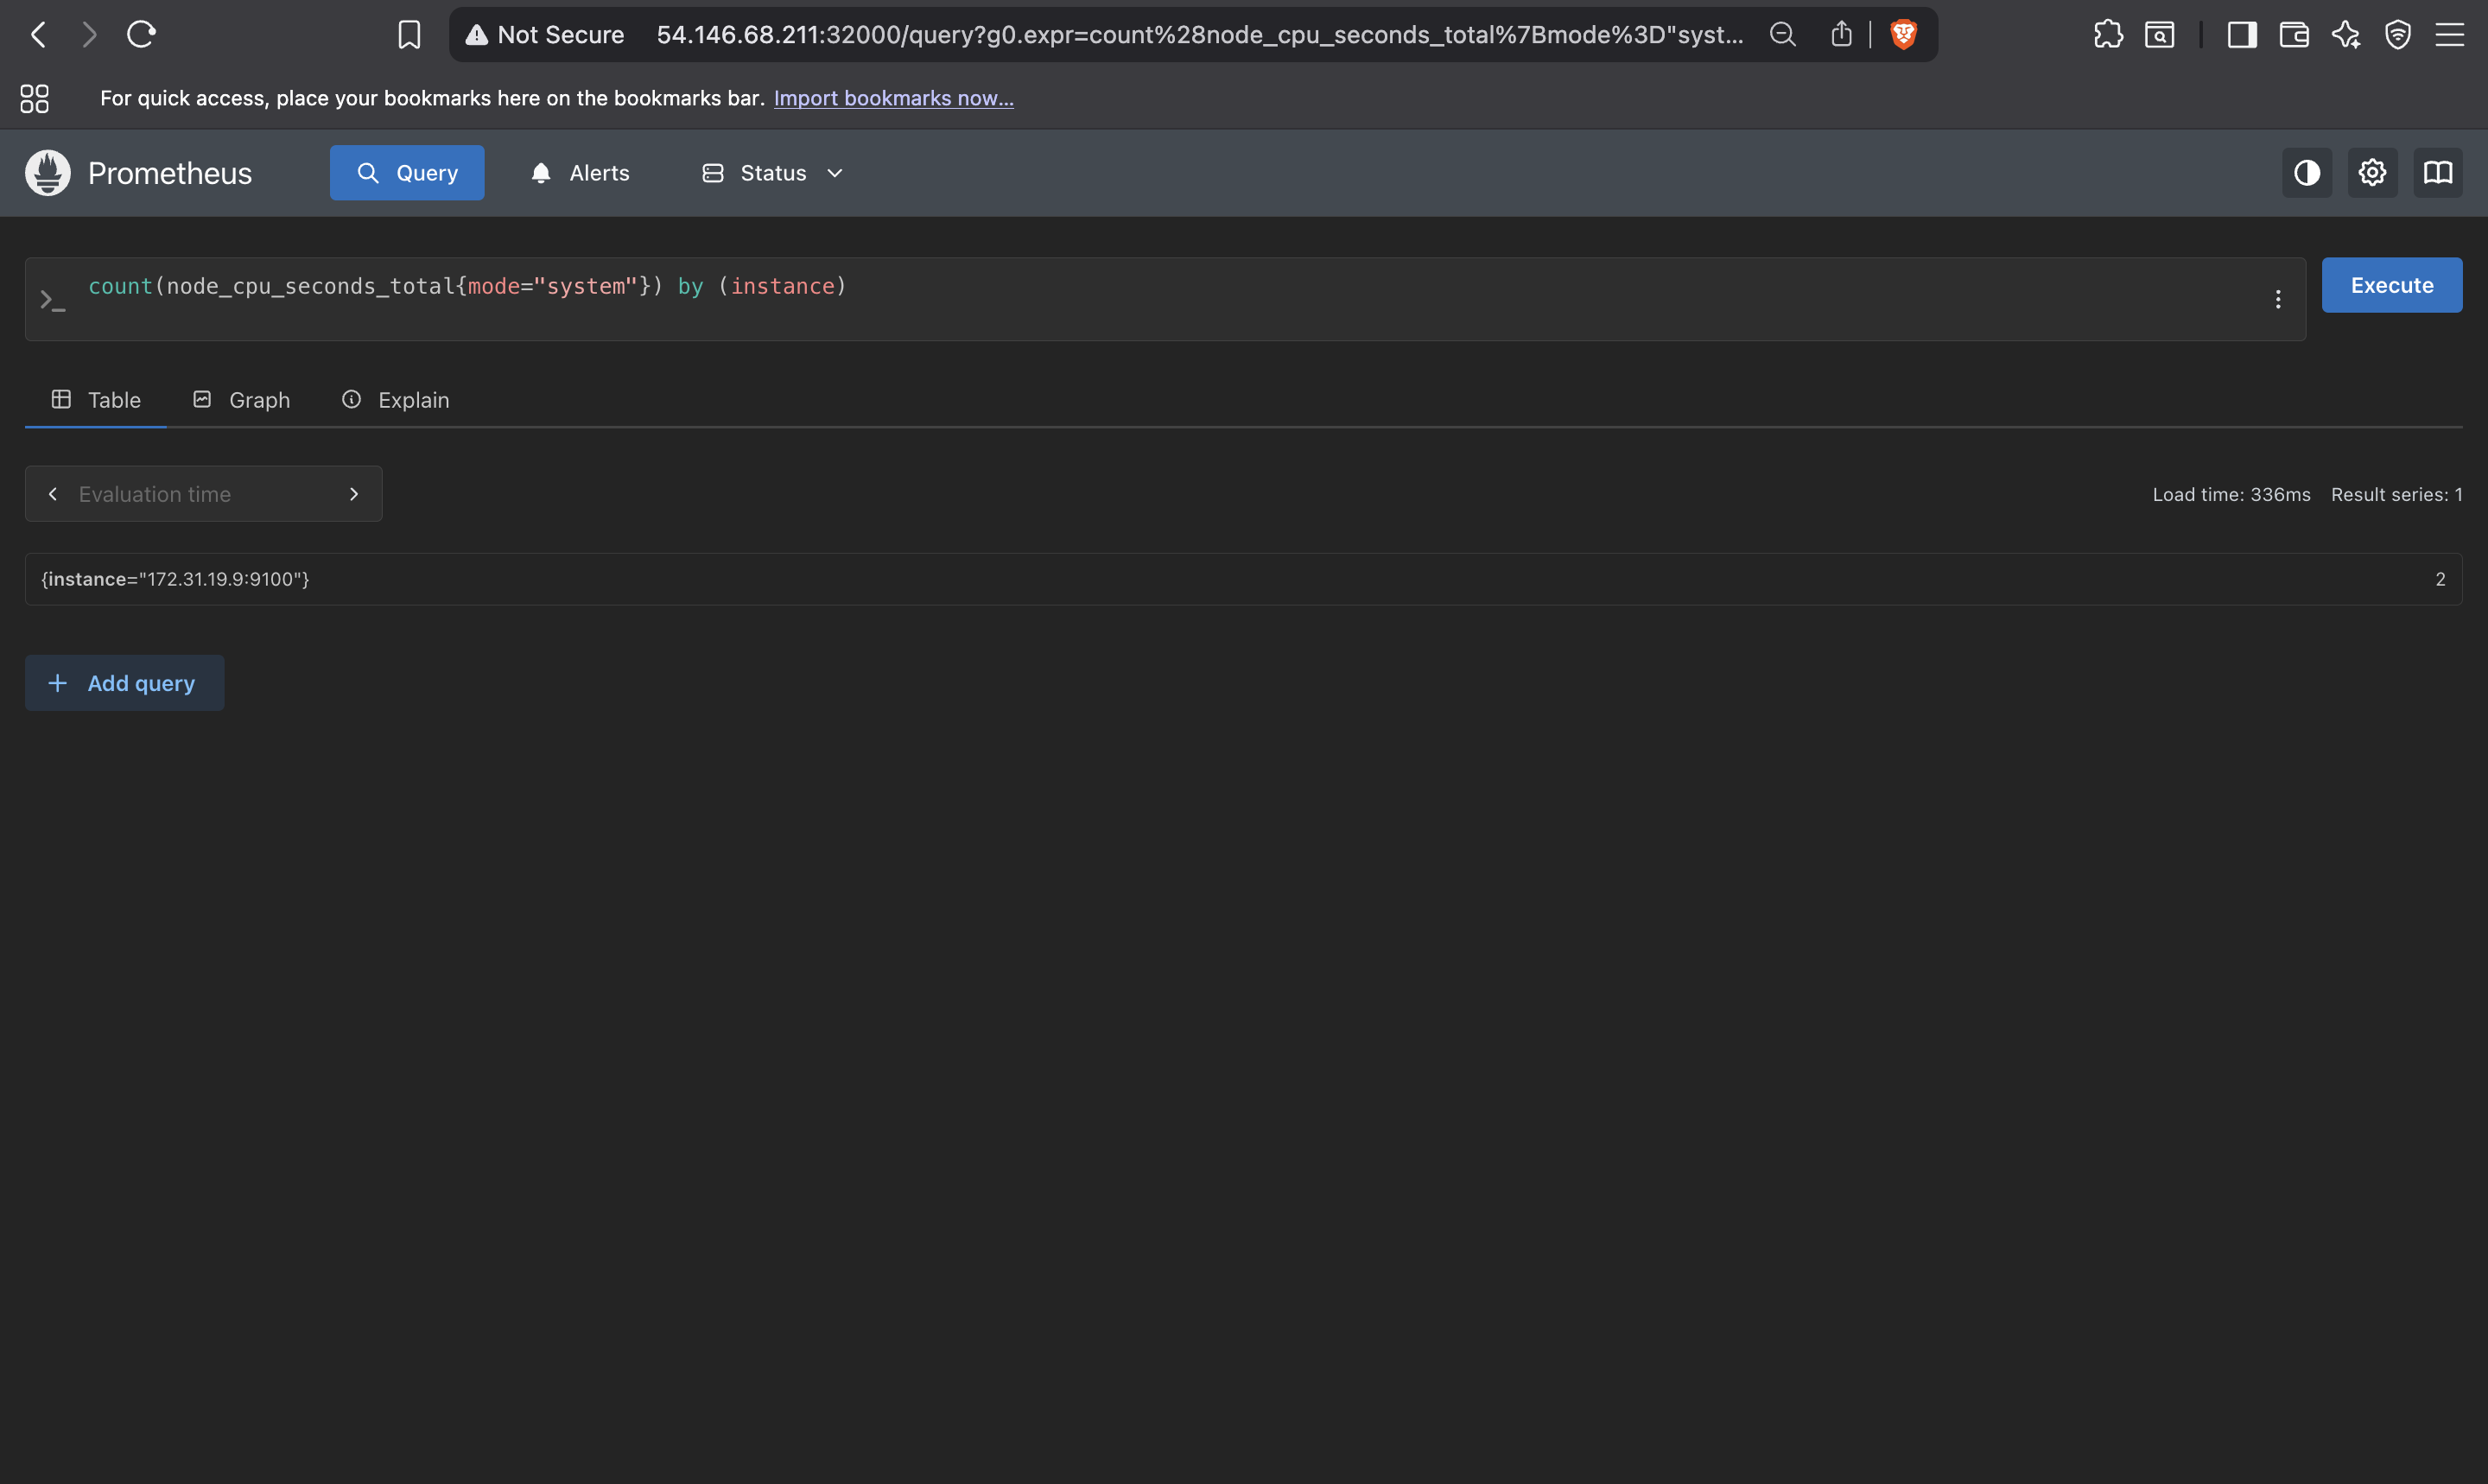 Not Secure 54.146.68.211:32000/query?g0.expr=count%28node_cpu_seconds_total%7Bmode%3D"syst...
For quick access, place your bookmarks here on the bookmarks bar. Import bookmarks now...
Prometheus Query Alerts Status
>_ count(node_cpu_seconds_total{mode="system"}) by (instance)
Execute
Table Graph Explain
Evaluation time
Load time: 336ms Result series: 1
{instance="172.31.19.9:9100"} 2
+ Add query